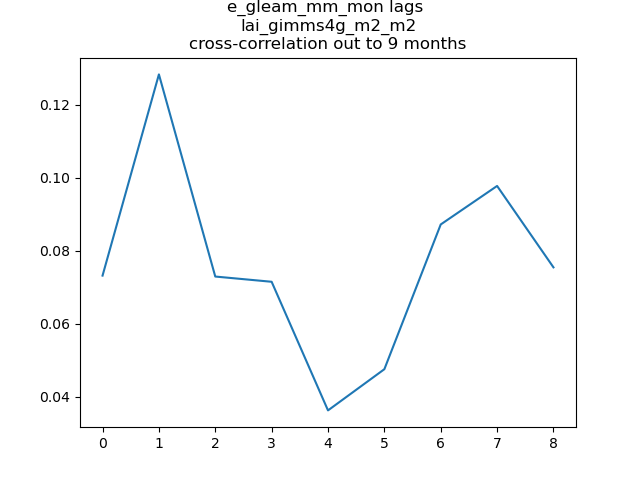 e_gleam_mm_mon lags
lai_gimms4g_m2_m2
cross-correlation out to 9 months
0.12
0.10
0.08
0.06
0.04
0 1 2 3 4 5 6 7 8